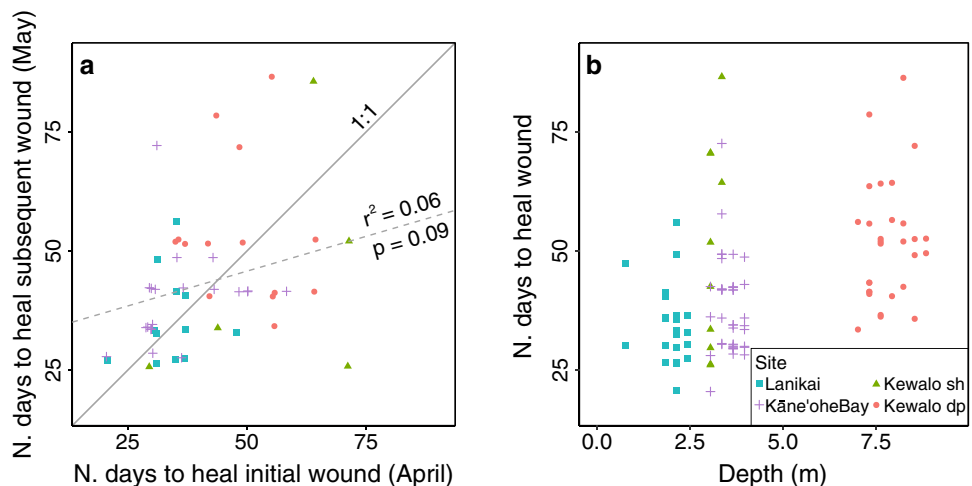 a
N. days to heal subsequent wound (May)
75
50
25
1:1
r² = 0.06
p = 0.09
25 50 75
N. days to heal initial wound (April)
b
N. days to heal wound
75
50
25
Site
Lanikai Kewalo sh
Kāne'oheBay Kewalo dp
0.0 2.5 5.0 7.5
Depth (m)